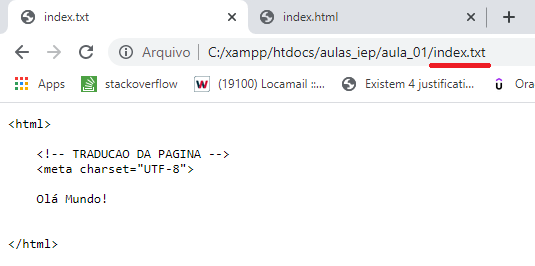 index.txt
index.html
Arquivo
C:/xampp/htdocs/aulas_iep/aula_01/index.txt
Apps
stackoverflow
(19100) Locamail ::...
Existem 4 justificati...
Ora
<html>
<!-- TRADUCAO DA PAGINA -->
<meta charset="UTF-8">
Olá Mundo!
</html>